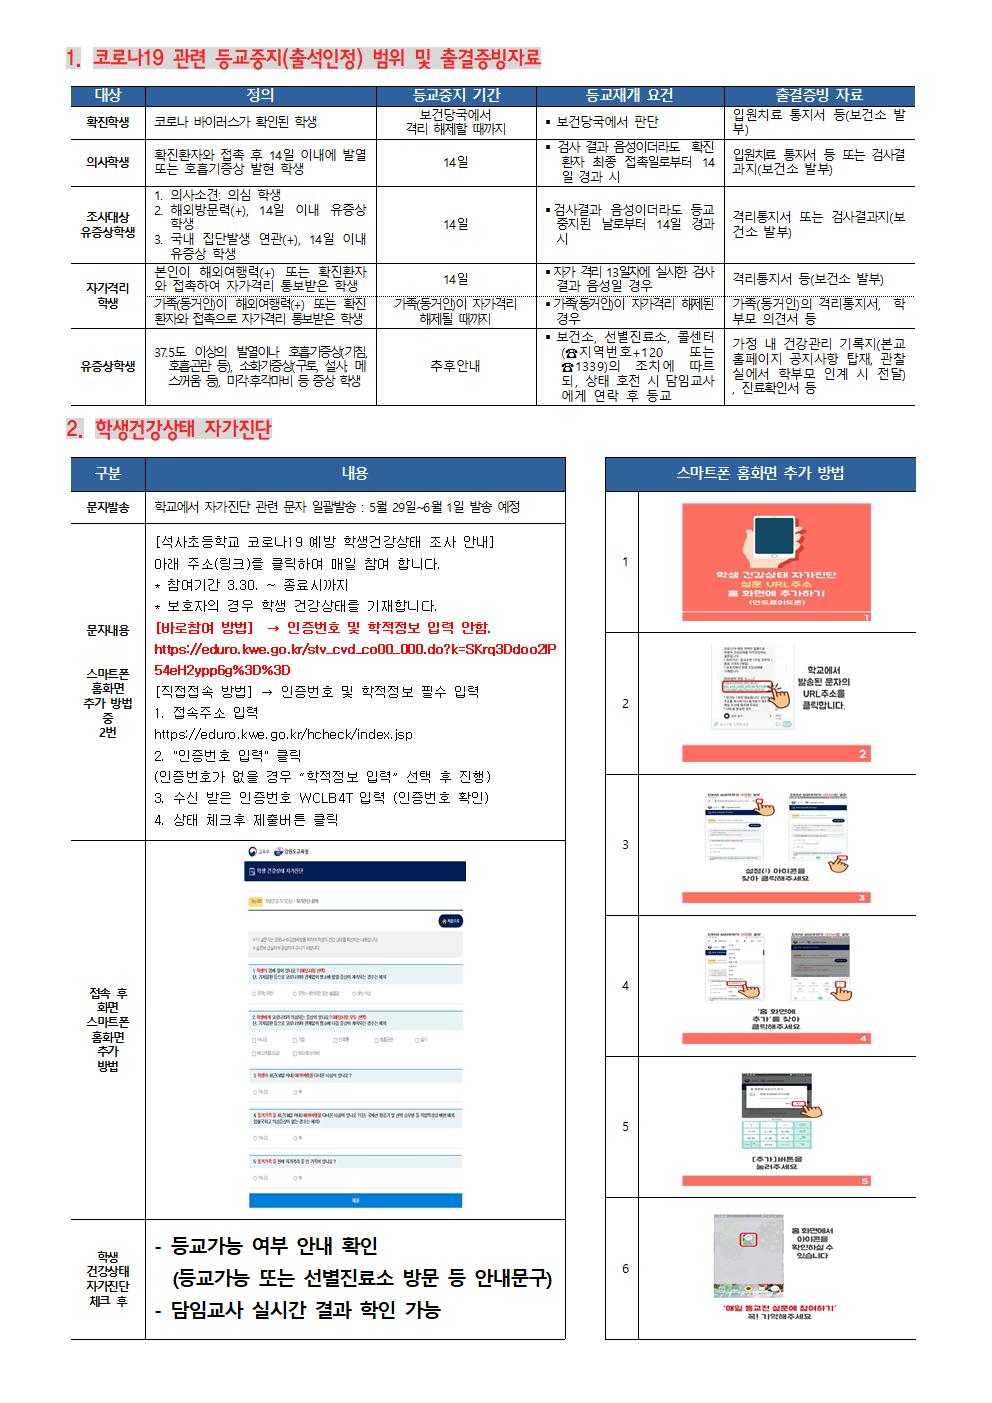 1. 코로나19 관련 등교중지(출석인정) 범위 및 출결증빙자료
대상 정의 등교중지 기간 등교재개 요건 출결증빙 자료
확진학생
코로나 바이러스가 확인된 학생
보건당국에서
격리 해제할 때까지
▪ 보건당국에서 판단
입원치료 통지서 등(보건소 발
부)
의사학생
확진환자와 접촉 후 14일 이내에 발열
또는 호흡기증상 발현 학생
14일
▪ 검사 결과 음성이더라도 확진
환자 최종 접촉일로부터 14
일 경과 시
입원치료 통지서 등 또는 검사결
과지(보건소 발부)
조사대상
유증상학생
1. 의사소견: 의심 학생
2. 해외방문력(+), 14일 이내 유증상
학생
3. 국내 집단발생 연관(+), 14일 이내
유증상 학생
14일
▪검사결과 음성이더라도 등교
중지된 날로부터 14일 경과
시
격리통지서 또는 검사결과지(보
건소 발부)
자가격리
학생
본인이 해외여행력(+) 또는 확진환자
와 접촉하여 자가격리 통보받은 학생
14일
▪자가 격리 13일차에 실시한 검사
결과 음성일 경우
격리통지서 등(보건소 발부)
가족(동거인)이 해외여행력(+) 또는 확진
환자와 접촉으로 자가격리 통보받은 학생
가족(동거인)이 자가격리
해제될 때까지
▪가족(동거인)이 자가격리 해제된
경우
가족(동거인)의 격리통지서, 학
부모 의견서 등
유증상학생
37.5도 이상의 발열이나 호흡기증상(기침,
호흡곤란 등), 소화기증상(구토, 설사, 메
스꺼움 등), 미각·후각마비 등 증상 학생
추후안내
▪ 보건소, 선별진료소, 콜센터
(☎지역번호+120 또는
☎1339)의 조치에 따르
되, 상태 호전 시 담임교사
에게 연락 후 등교
가정 내 건강관리 기록지(본교
홈페이지 공지사항 탑재, 관찰
실에서 학부모 인계 시 전달)
, 진료확인서 등
2. 학생건강상태 자가진단
구분 내용
문자발송
학교에서 자가진단 관련 문자 일괄발송 : 5월 29일~6월 1일 발송 예정
문자내용
스마트폰
홈화면
추가 방법
중
2번
[석사초등학교 코로나19 예방 학생건강상태 조사 안내]
아래 주소(링크)를 클릭하여 매일 참여 합니다.
* 참여기간 3.30. ~ 종료시까지
* 보호자의 경우 학생 건강상태를 기재합니다.
[바로참여 방법] → 인증번호 및 학적정보 입력 안함.
https://eduro.kwe.go.kr/stv_cvd_co00_000.do?k=SKrq3Ddoo2lP
54eH2ypp6g%3D%3D
[직접접속 방법] → 인증번호 및 학적정보 필수 입력
1. 접속주소 입력
https://eduro.kwe.go.kr/hcheck/index.jsp
2. "인증번호 입력" 클릭
(인증번호가 없을 경우 “학적정보 입력” 선택 후 진행)
3. 수신 받은 인증번호 WCLB4T 입력 (인증번호 확인)
4. 상태 체크후 제출버튼 클릭
접속 후
화면
스마트폰
홈화면
추가
방법
교육부 강원도교육청
학생 건강상태 자가진단
학생
건강상태
자가진단
체크 후
- 등교가능 여부 안내 확인
(등교가능 또는 선별진료소 방문 등 안내문구)
- 담임교사 실시간 결과 학인 가능
스마트폰 홈화면 추가 방법
1
학생 건강상태 자가진단
설문 URL주소
홈 화면에 추가하기
(안드로이드폰)
1
2
학교에서
발송된 문자의
URL주소를
클릭합니다.
2
3
설정(⁝) 아이콘을
찾아 클릭해주세요
3
4
'홈 화면에
추가'를 찾아
클릭해주세요
4
5
[추가]버튼을
눌러주세요
5
6
홈 화면에서
아이콘을
확인하실 수
있습니다
'매일 등교전 설문에 참여하기'
꼭! 기억해주세요